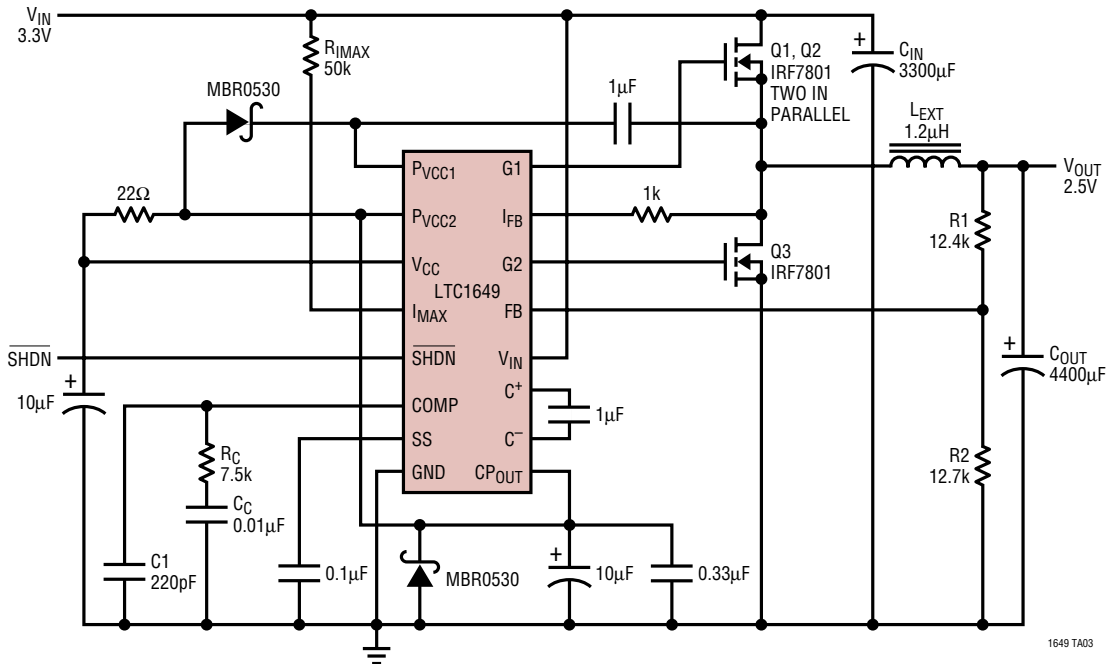 VIN
3.3V
RIMAX
50k
MBR0530
1µF
Q1, Q2
IRF7801
TWO IN
PARALLEL
+
CIN
3300µF
LEXT
1.2µH
VOUT
2.5V
22Ω
PVCC1
G1
PVCC2
IFB
1k
VCC
G2
Q3
IRF7801
R1
12.4k
LTC1649
IMAX
FB
SHDN
SHDN
VIN
+
COUT
4400µF
+
10µF
COMP
C+
1µF
SS
C–
RC
7.5k
GND
CPOUT
R2
12.7k
CC
0.01µF
C1
220pF
0.1µF
MBR0530
+
10µF
0.33µF
1649 TA03